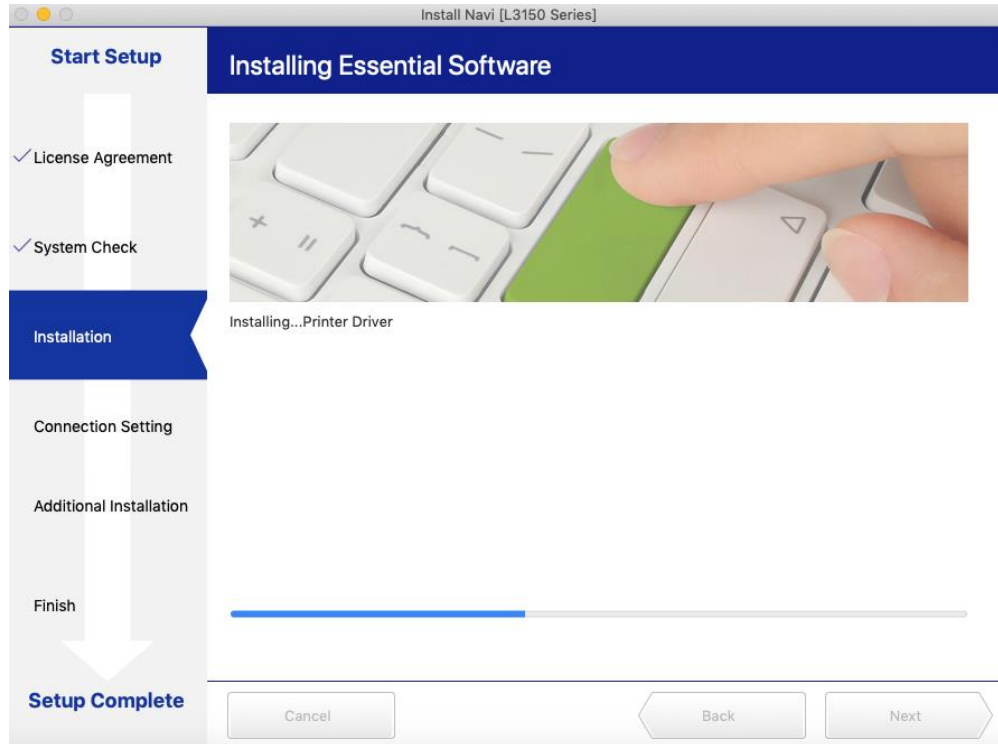 Install Navi [L3150 Series]
Start Setup
Installing Essential Software
License Agreement
System Check
Installation
Installing...Printer Driver
Connection Setting
Additional Installation
Finish
Setup Complete
Cancel
Back
Next